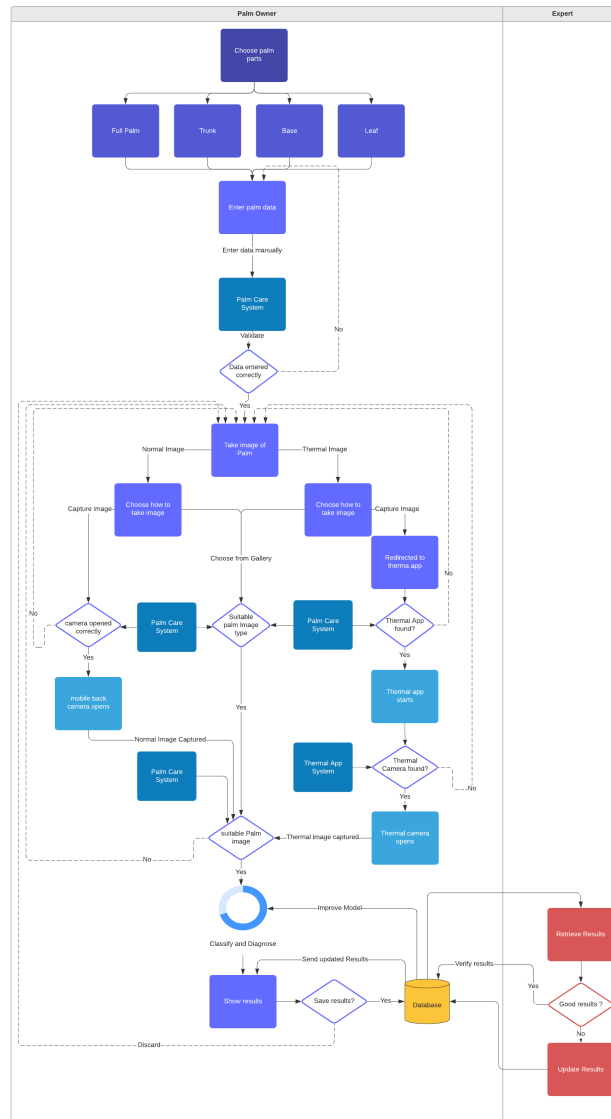 Palm Owner
Expert
Choose palm
parts
Full Palm
Trunk
Base
Leaf
Enter palm data
Enter data manually
Palm Care
System
No
Validate
Data entered
correctly
Yes
Take image of
Palm
Normal Image
Thermal Image
Choose how to
take image
Choose how to
take image
Capture image
Capture Image
Choose from Gallery
Redirected to
therma app
No
No
camera opened
correctly
Palm Care
System
Suitable
palm Image
type
Palm Care
System
Thermal App
found?
Yes
Yes
mobile back
camera opens
Thermal app
starts
Yes
Normal Image Captured
Palm Care
System
Thermal App
System
Thermal
Camera found?
No
Yes
suitable Palm
image
Thermal image captured
Thermal camera
opens
No
Yes
Improve Model
Classify and Diagnose
Retrieve Results
Send updated Results
Verify results
Yes
Show results
Save results?
Yes
Database
Good results ?
No
Discard
Update Results